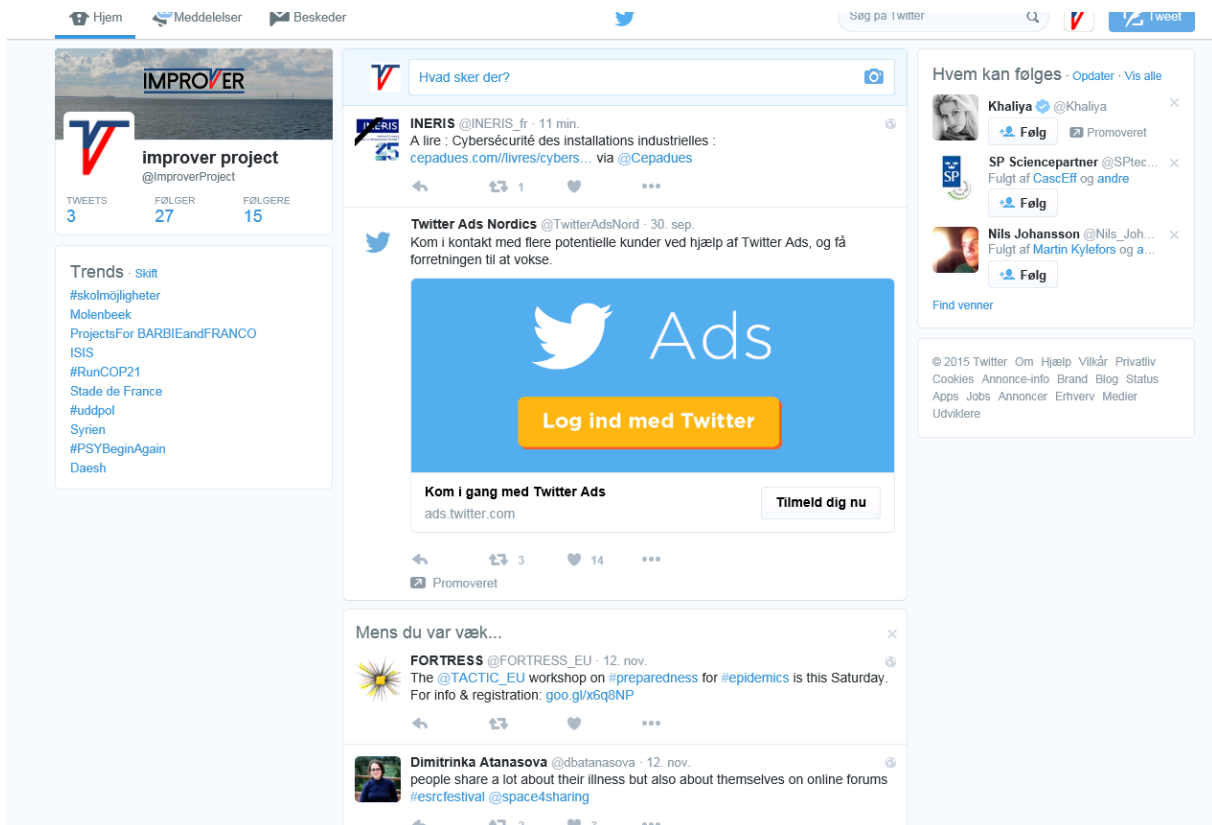 Hjem Meddelelser Beskeder Søg på Twitter Tweet
IMPROVER
improver project
@ImproverProject
TWEETS FØLGER FØLGERE
3 27 15
Trends · Skift
#skolmöjligheter
Molenbeek
ProjectsFor BARBIEandFRANCO
ISIS
#RunCOP21
Stade de France
#uddpol
Syrien
#PSYBeginAgain
Daesh
Hvad sker der?
INERIS
25
INERIS @INERIS_fr · 11 min.
A lire : Cybersécurité des installations industrielles :
cepadues.com//livres/cybers... via @Cepadues
1
Twitter Ads Nordics @TwitterAdsNord · 30. sep.
Kom i kontakt med flere potentielle kunder ved hjælp af Twitter Ads, og få
forretningen til at vokse.
Ads
Log ind med Twitter
Kom i gang med Twitter Ads
ads.twitter.com
Tilmeld dig nu
3 14
Promoveret
Mens du var væk...
FORTRESS @FORTRESS_EU · 12. nov.
The @TACTIC_EU workshop on #preparedness for #epidemics is this Saturday.
For info & registration: goo.gl/x6q8NP
Dimitrinka Atanasova @dbatanasova · 12. nov.
people share a lot about their illness but also about themselves on online forums
#esrcfestival @space4sharing
Hvem kan følges · Opdater · Vis alle
Khaliya @Khaliya
Følg Promoveret
SP
SP Sciencepartner @SPtec...
Fulgt af CascEff og andre
Følg
Nils Johansson @Nils_Joh...
Fulgt af Martin Kylefors og a...
Følg
Find venner
© 2015 Twitter Om Hjælp Vilkår Privatliv
Cookies Annonce-info Brand Blog Status
Apps Jobs Annoncer Erhverv Medier
Udviklere